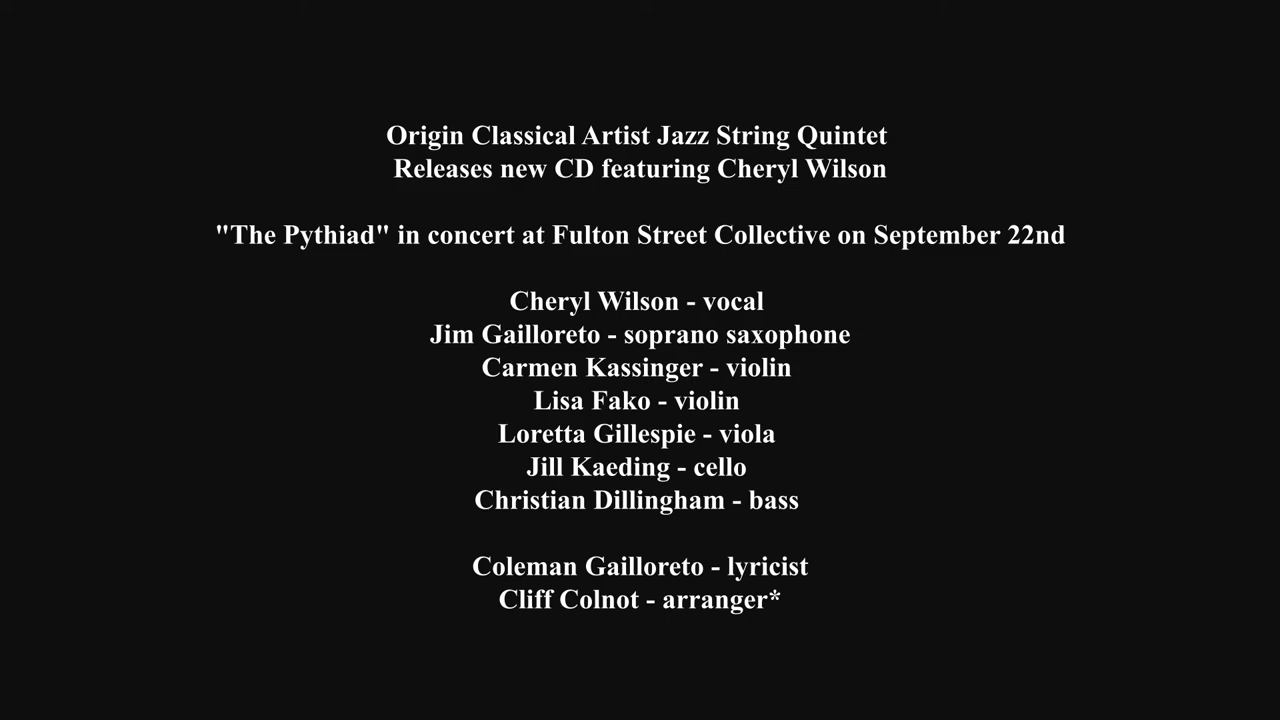 Origin Classical Artist Jazz String Quintet
Releases new CD featuring Cheryl Wilson
"The Pythiad" in concert at Fulton Street Collective on September 22nd
Cheryl Wilson - vocal
Jim Gailloreto - soprano saxophone
Carmen Kassinger - violin
Lisa Fako - violin
Loretta Gillespie - viola
Jill Kaeding - cello
Christian Dillingham - bass
Coleman Gailloreto - lyricist
Cliff Colnot - arranger*